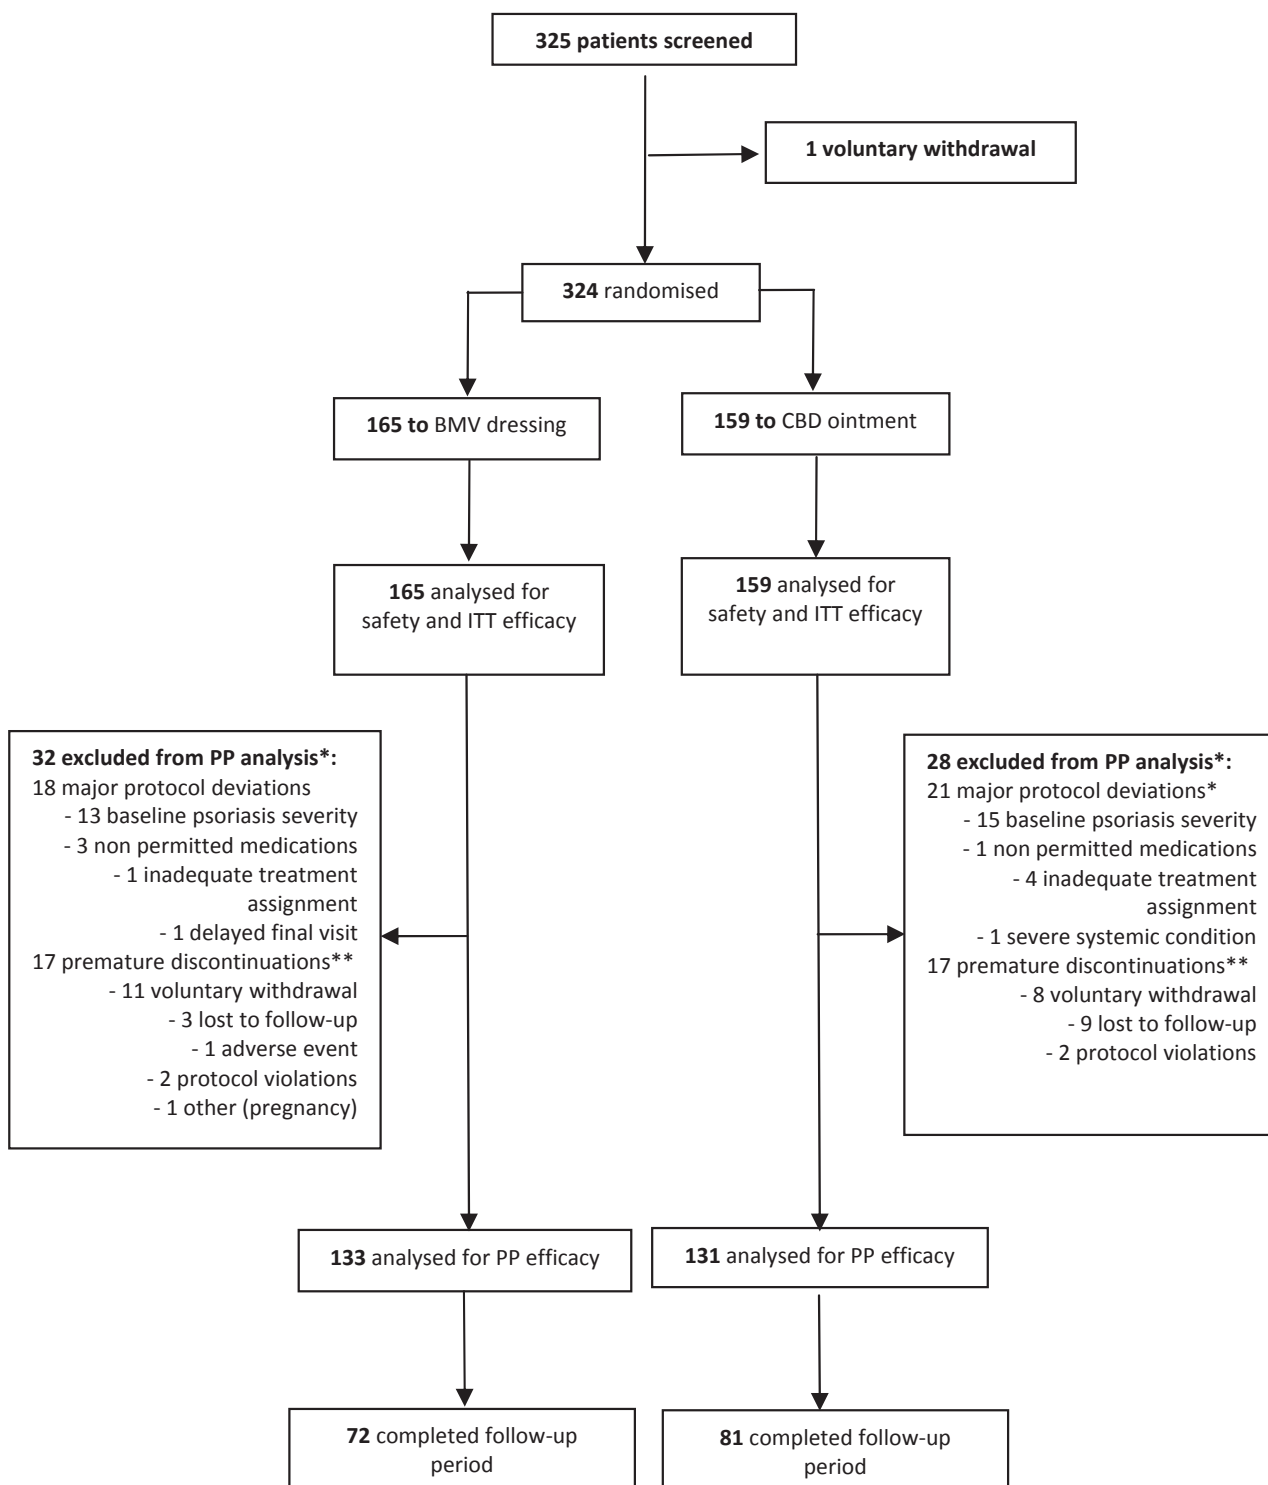 325 patients screened
1 voluntary withdrawal
324 randomised
165 to BMV dressing
159 to CBD ointment
165 analysed for
safety and ITT efficacy
159 analysed for
safety and ITT efficacy
32 excluded from PP analysis*:
18 major protocol deviations
- 13 baseline psoriasis severity
- 3 non permitted medications
- 1 inadequate treatment
assignment
- 1 delayed final visit
17 premature discontinuations**
- 11 voluntary withdrawal
- 3 lost to follow-up
- 1 adverse event
- 2 protocol violations
- 1 other (pregnancy)
28 excluded from PP analysis*:
21 major protocol deviations*
- 15 baseline psoriasis severity
- 1 non permitted medications
- 4 inadequate treatment
assignment
- 1 severe systemic condition
17 premature discontinuations**
- 8 voluntary withdrawal
- 9 lost to follow-up
- 2 protocol violations
133 analysed for PP efficacy
131 analysed for PP efficacy
72 completed follow-up
period
81 completed follow-up
period